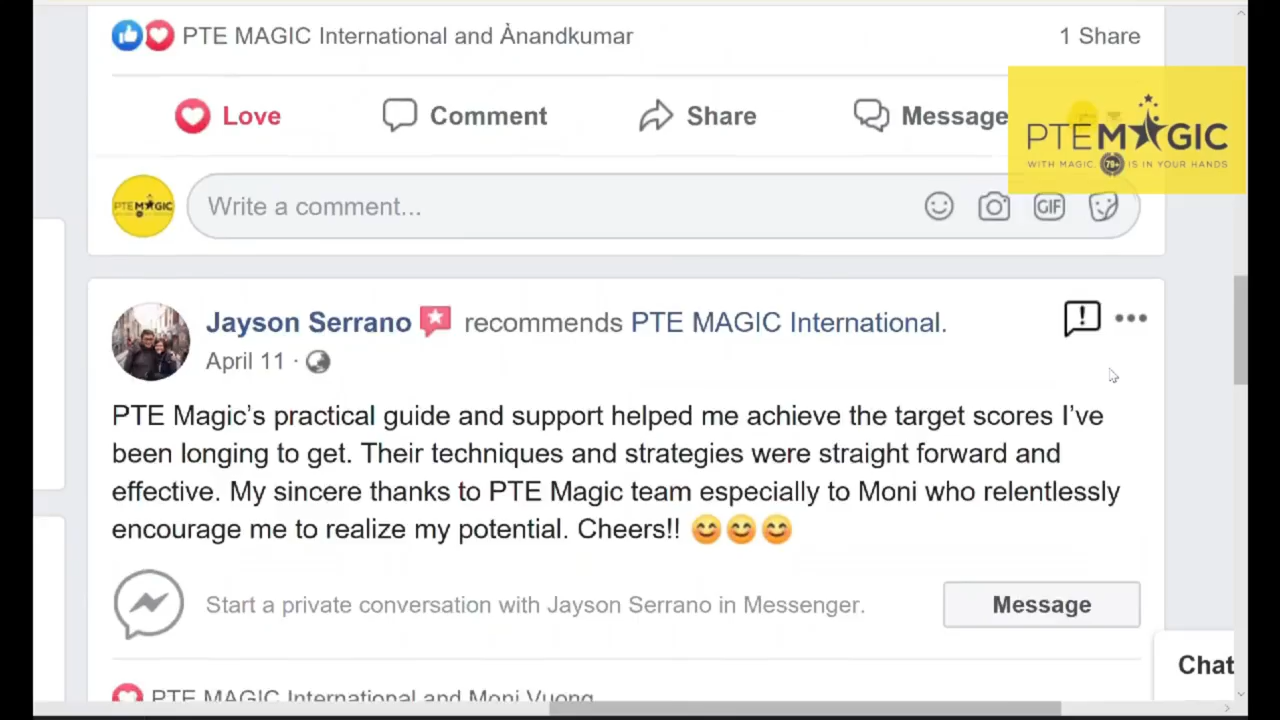 PTE MAGIC International and Ȧnandkumar
1 Share
Love
Comment
Share
Message
PTEMAGIC
WITH MAGIC, 79+ IS IN YOUR HANDS
PTEMAGIC
Write a comment...
GIF
Jayson Serrano recommends PTE MAGIC International.
April 11 ·
PTE Magic’s practical guide and support helped me achieve the target scores I’ve
been longing to get. Their techniques and strategies were straight forward and
effective. My sincere thanks to PTE Magic team especially to Moni who relentlessly
encourage me to realize my potential. Cheers!! 😊😊😊
Start a private conversation with Jayson Serrano in Messenger.
Message
Chat
PTE MAGIC International and Moni Vuong